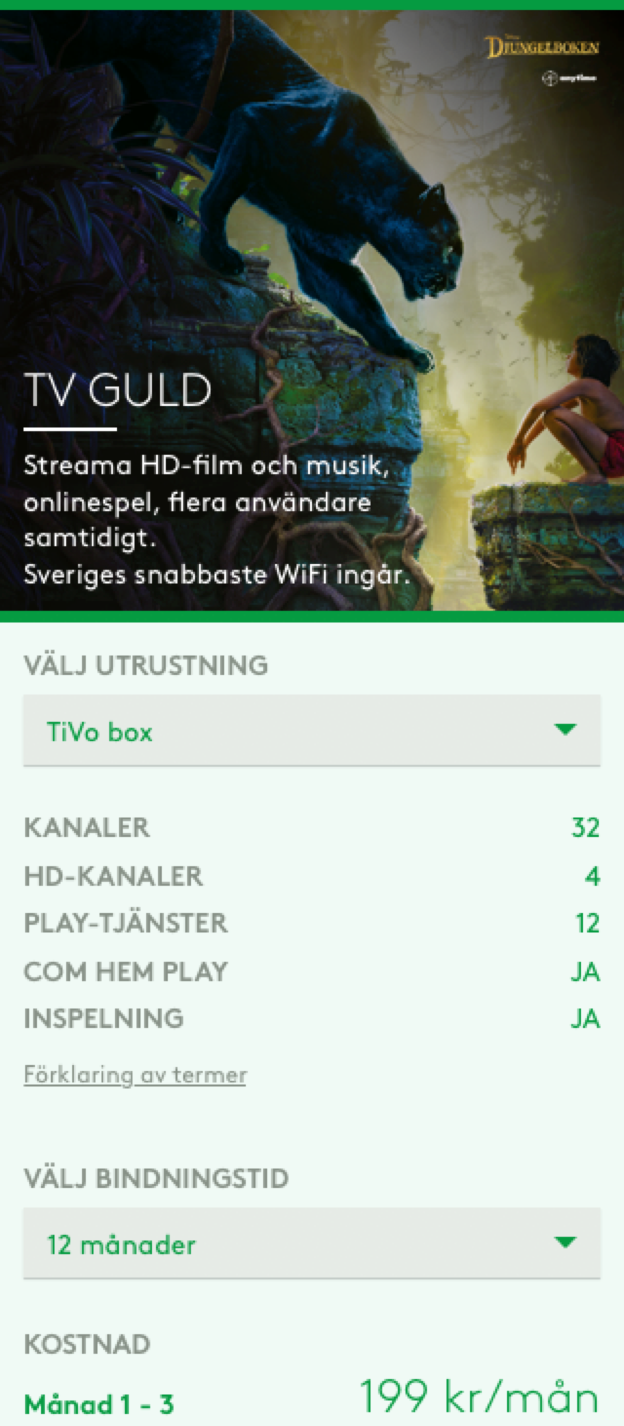 DJUNGELBOKEN
anytime
TV GULD
Streama HD-film och musik,
onlinespel, flera användare
samtidigt.
Sveriges snabbaste WiFi ingår.
VÄLJ UTRUSTNING
TiVo box
KANALER 32
HD-KANALER 4
PLAY-TJÄNSTER 12
COM HEM PLAY JA
INSPELNING JA
Förklaring av termer
VÄLJ BINDNINGSTID
12 månader
KOSTNAD
Månad 1 - 3 199 kr/mån